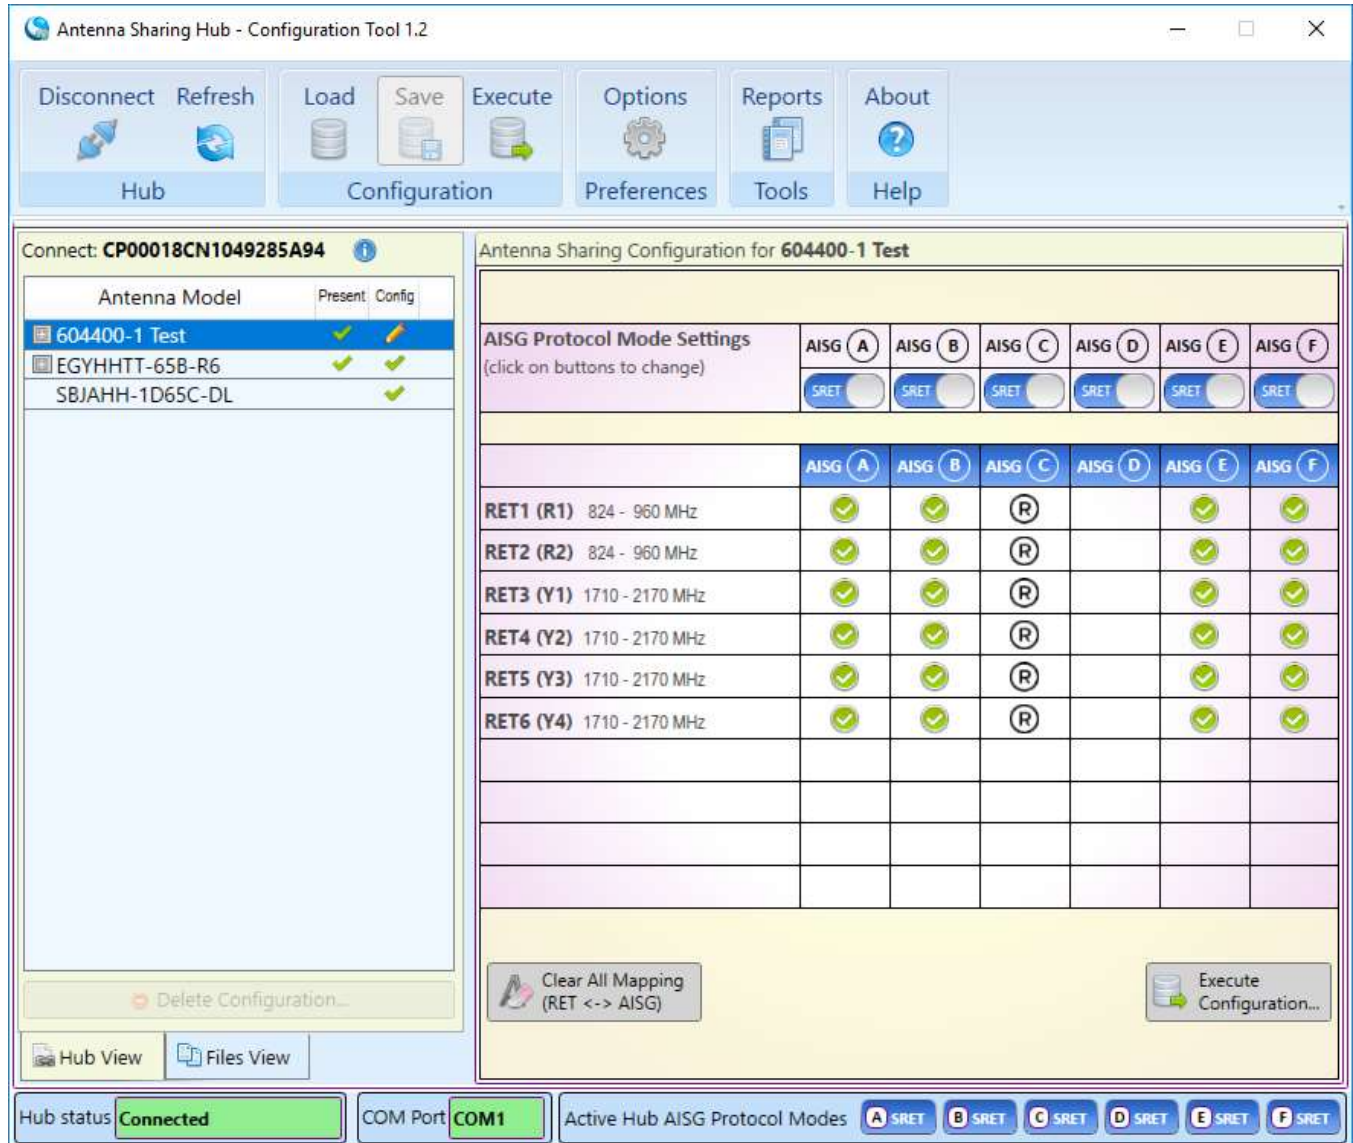 Antenna Sharing Hub - Configuration Tool 1.2
Disconnect Refresh Load Save Execute Options Reports About
Hub Configuration Preferences Tools Help
Connect: CP00018CN1049285A94
Antenna Model Present Config
604400-1 Test
EGYHHTT-65B-R6
SBJAHH-1D65C-DL
Delete Configuration...
Hub View Files View
Antenna Sharing Configuration for 604400-1 Test
AISG Protocol Mode Settings
(click on buttons to change)
AISG A AISG B AISG C AISG D AISG E AISG F
SRET SRET SRET SRET SRET SRET
AISG A AISG B AISG C AISG D AISG E AISG F
RET1 (R1) 824 - 960 MHz R
RET2 (R2) 824 - 960 MHz R
RET3 (Y1) 1710 - 2170 MHz R
RET4 (Y2) 1710 - 2170 MHz R
RET5 (Y3) 1710 - 2170 MHz R
RET6 (Y4) 1710 - 2170 MHz R
Clear All Mapping
(RET <-> AISG)
Execute
Configuration...
Hub status Connected COM Port COM1 Active Hub AISG Protocol Modes A SRET B SRET C SRET D SRET E SRET F SRET